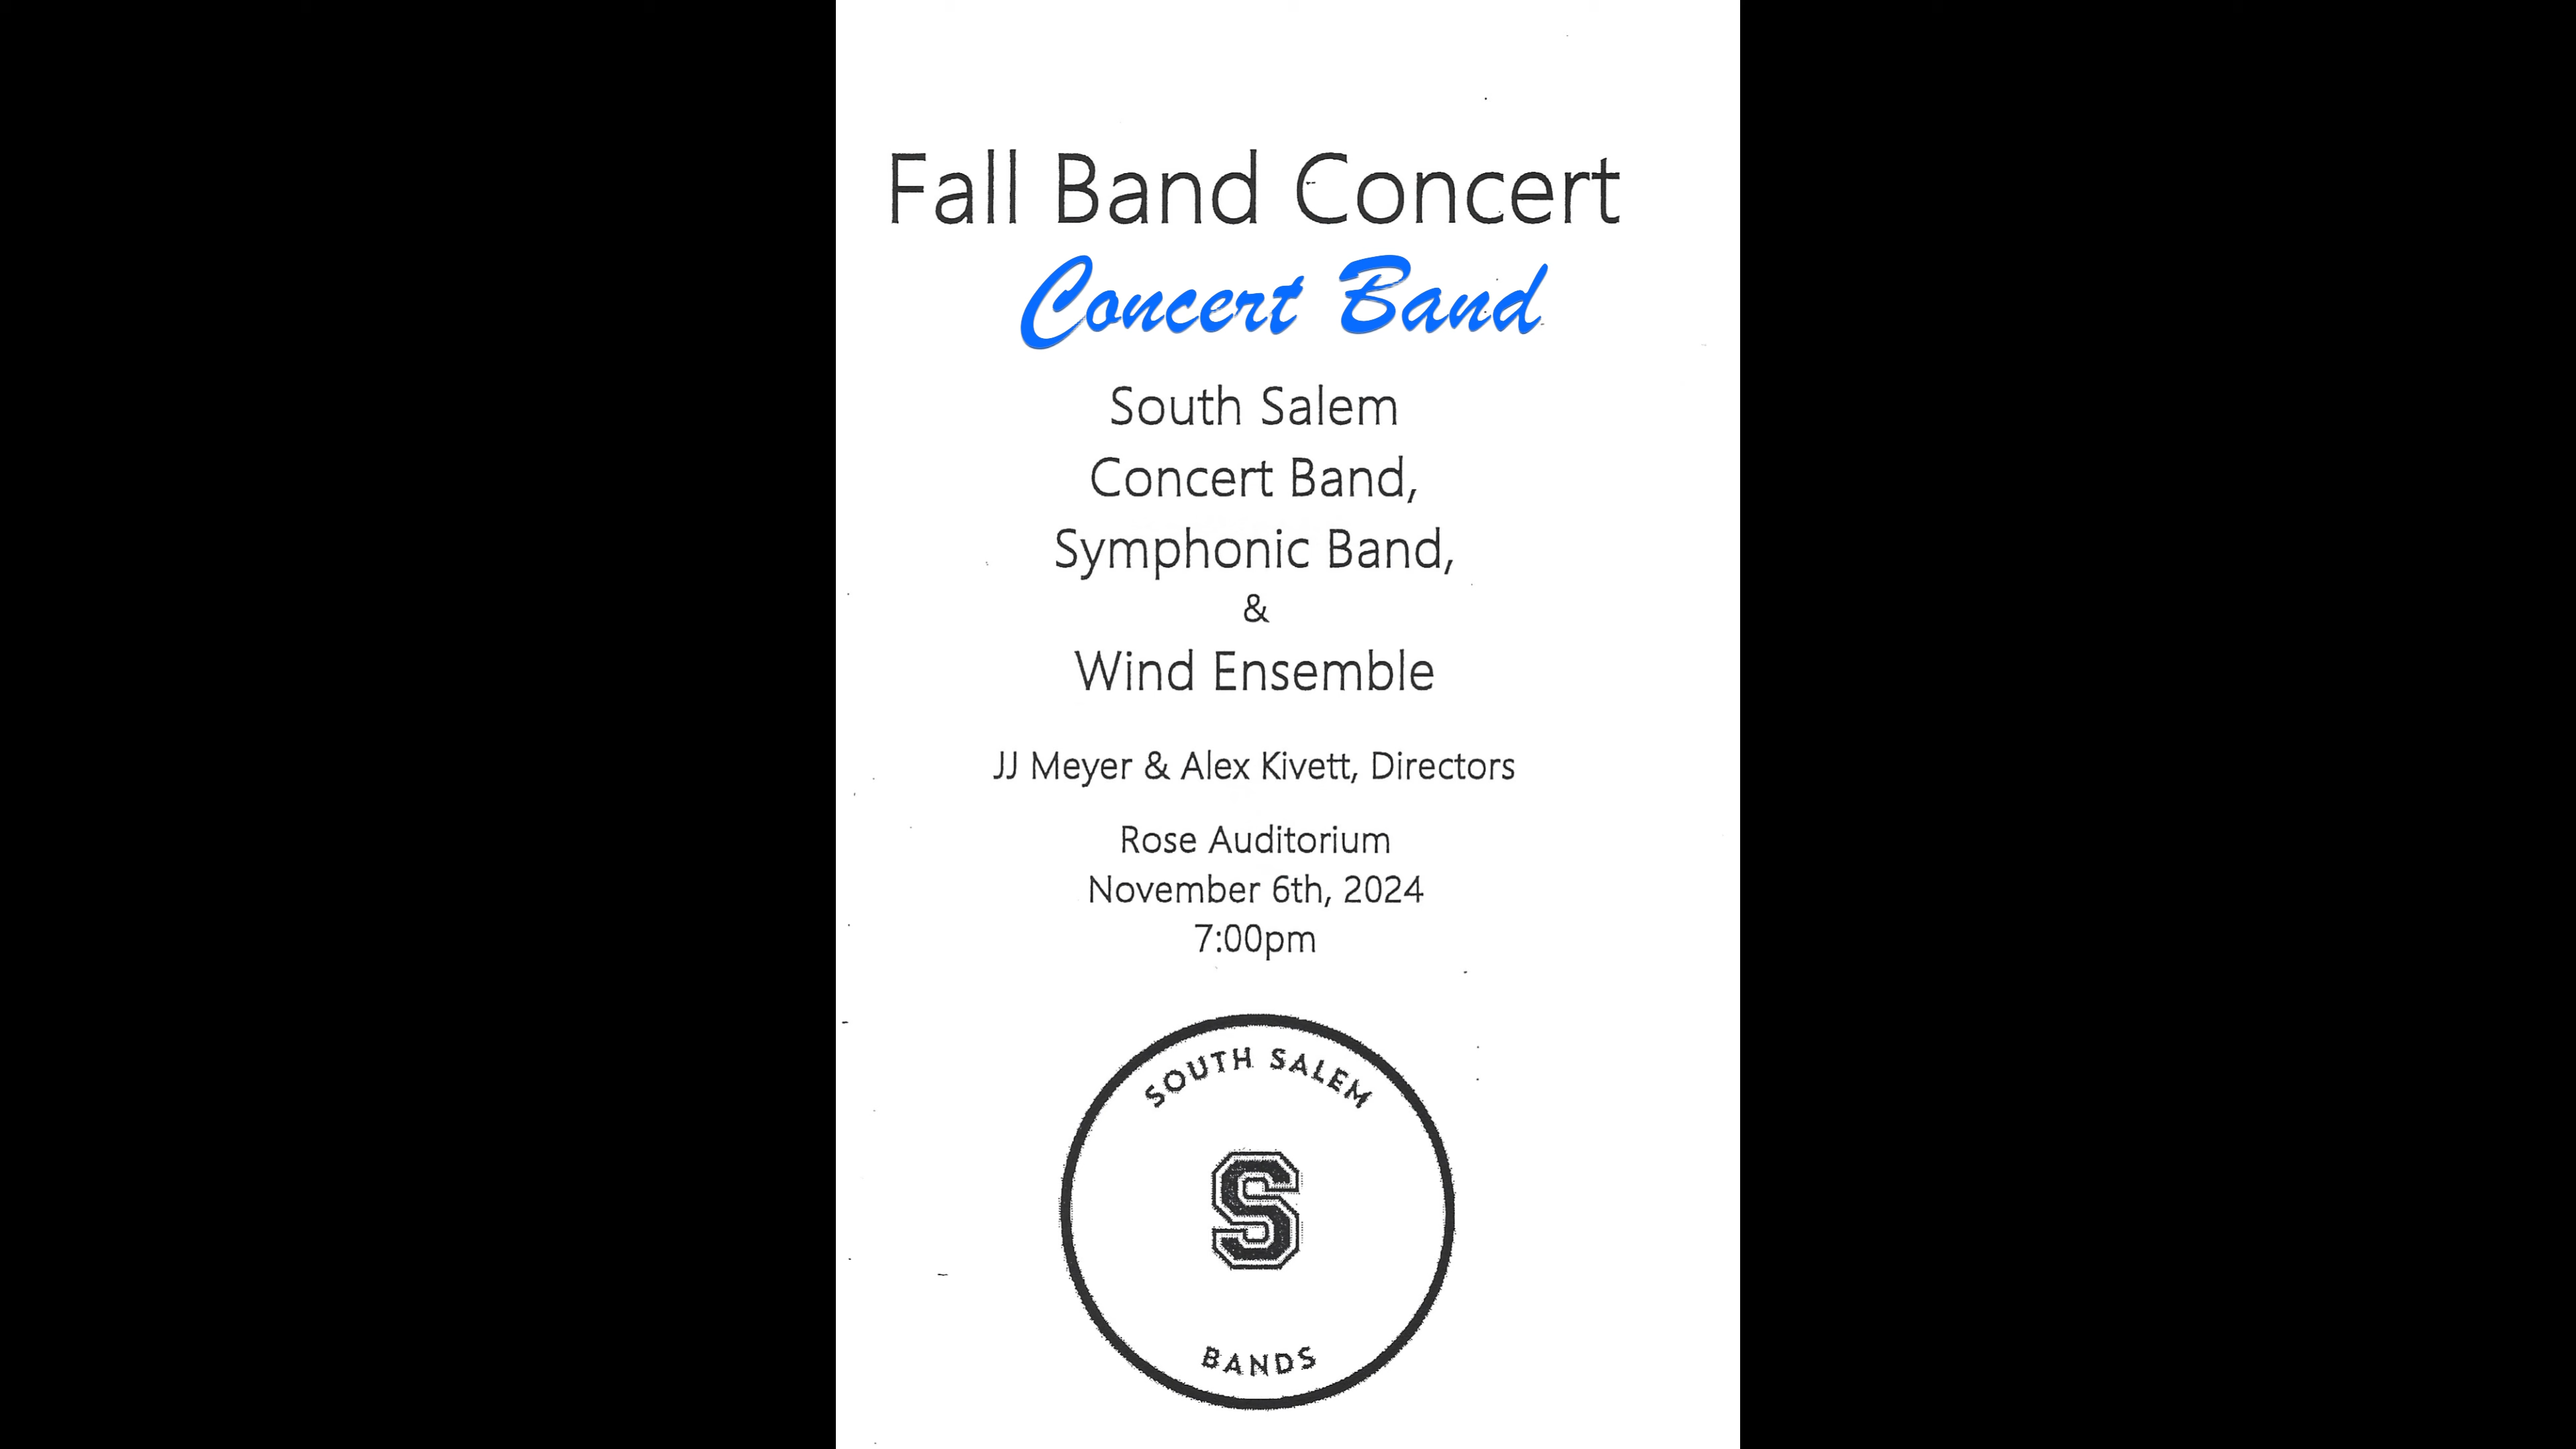 Fall Band Concert
Concert Band
South Salem
Concert Band,
Symphonic Band,
&
Wind Ensemble
JJ Meyer & Alex Kivett, Directors
Rose Auditorium
November 6th, 2024
7:00pm
SOUTH SALEM
S
BANDS